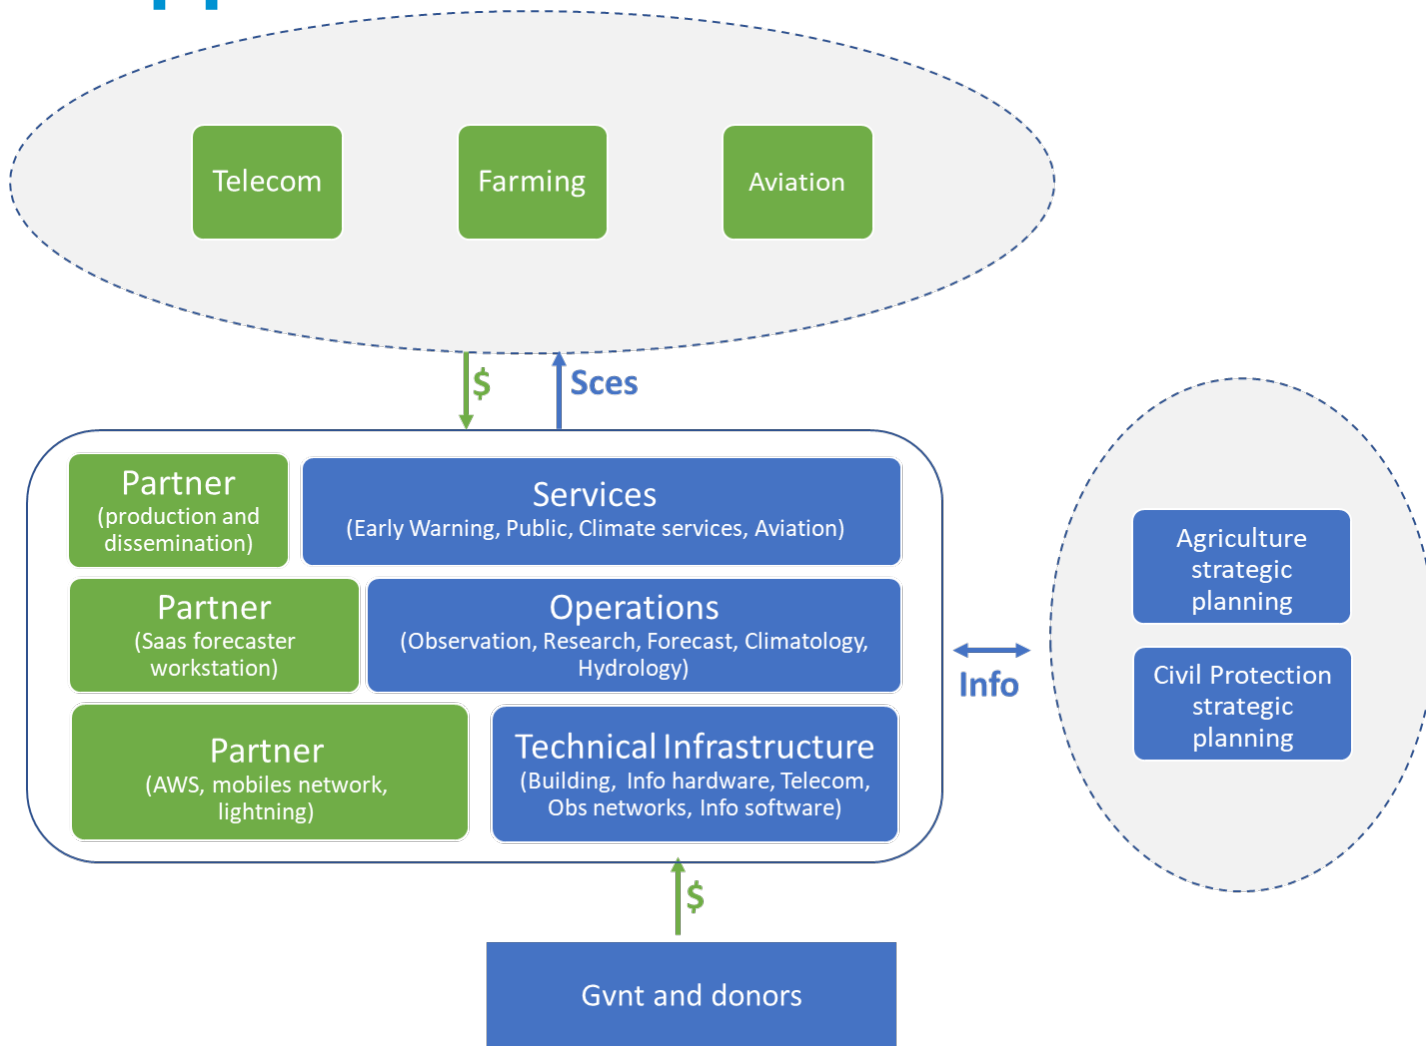 Telecom
Farming
Aviation
$
Sces
Partner
(production and
dissemination)
Services
(Early Warning, Public, Climate services, Aviation)
Partner
(Saas forecaster
workstation)
Operations
(Observation, Research, Forecast, Climatology,
Hydrology)
Partner
(AWS, mobiles network,
lightning)
Technical Infrastructure
(Building, Info hardware, Telecom,
Obs networks, Info software)
Info
Agriculture
strategic
planning
Civil Protection
strategic
planning
$
Gvnt and donors